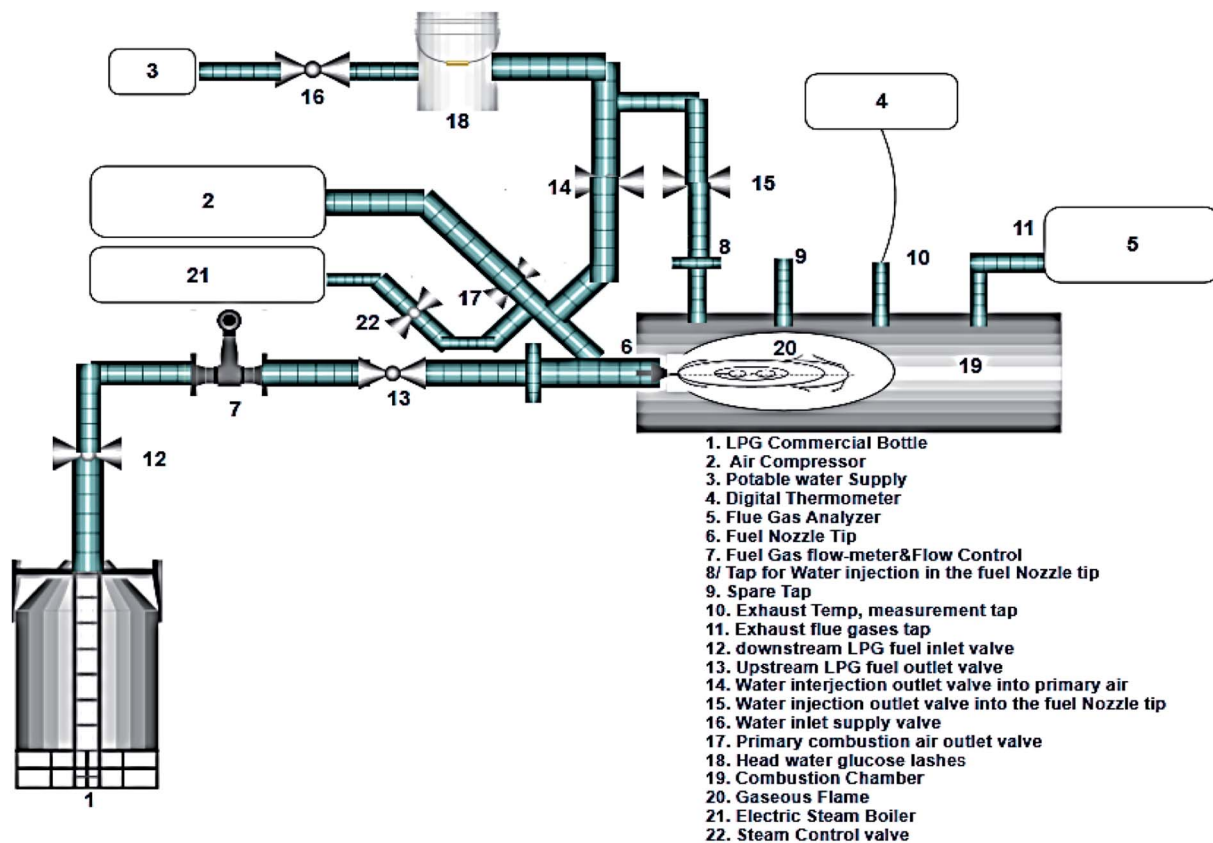 3
16
18
4
14
15
2
8
9
10
11
5
21
17
22
6
20
19
7
13
12
1
1. LPG Commercial Bottle
2. Air Compressor
3. Potable water Supply
4. Digital Thermometer
5. Flue Gas Analyzer
6. Fuel Nozzle Tip
7. Fuel Gas flow-meter&Flow Control
8/ Tap for Water injection in the fuel Nozzle tip
9. Spare Tap
10. Exhaust Temp, measurement tap
11. Exhaust flue gases tap
12. downstream LPG fuel inlet valve
13. Upstream LPG fuel outlet valve
14. Water interjection outlet valve into primary air
15. Water injection outlet valve into the fuel Nozzle tip
16. Water inlet supply valve
17. Primary combustion air outlet valve
18. Head water glucose lashes
19. Combustion Chamber
20. Gaseous Flame
21. Electric Steam Boiler
22. Steam Control valve